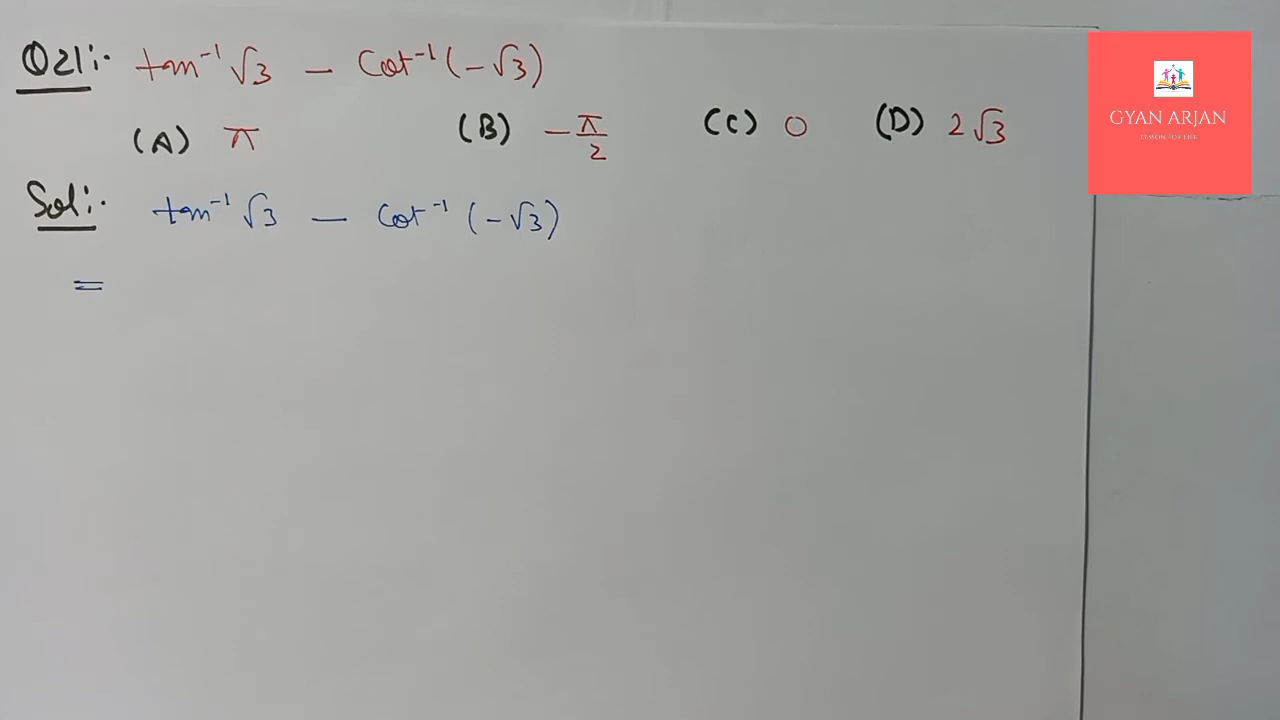 Q21:- tan⁻¹√3 – Cot⁻¹(-√3)
(A) π (B) -π/2 (C) 0 (D) 2√3
GYAN ARJAN
Sol:- tan⁻¹√3 – Cot⁻¹(-√3)
=